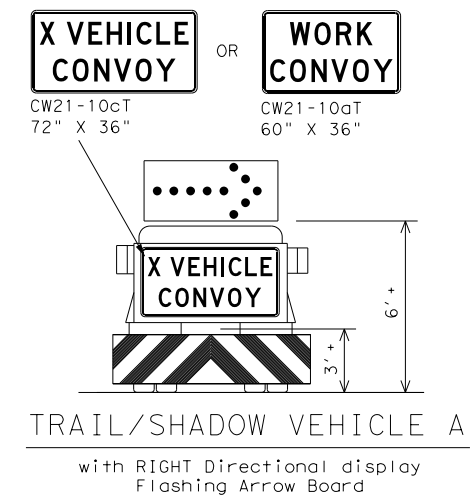 X VEHICLE
CONVOY
OR
WORK
CONVOY
CW21-10cT
72" X 36"
CW21-10aT
60" X 36"
X VEHICLE
CONVOY
6'+
3'+
TRAIL/SHADOW VEHICLE A
with RIGHT Directional display
Flashing Arrow Board